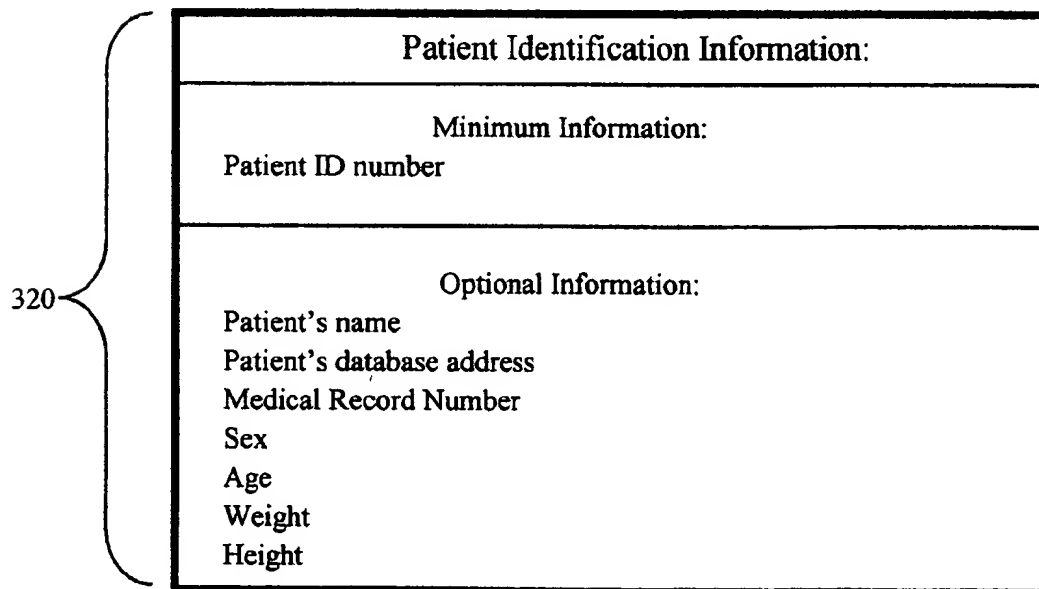 Patient Identification Information:
Minimum Information:
Patient ID number
320
Optional Information:
Patient's name
Patient's database address
Medical Record Number
Sex
Age
Weight
Height